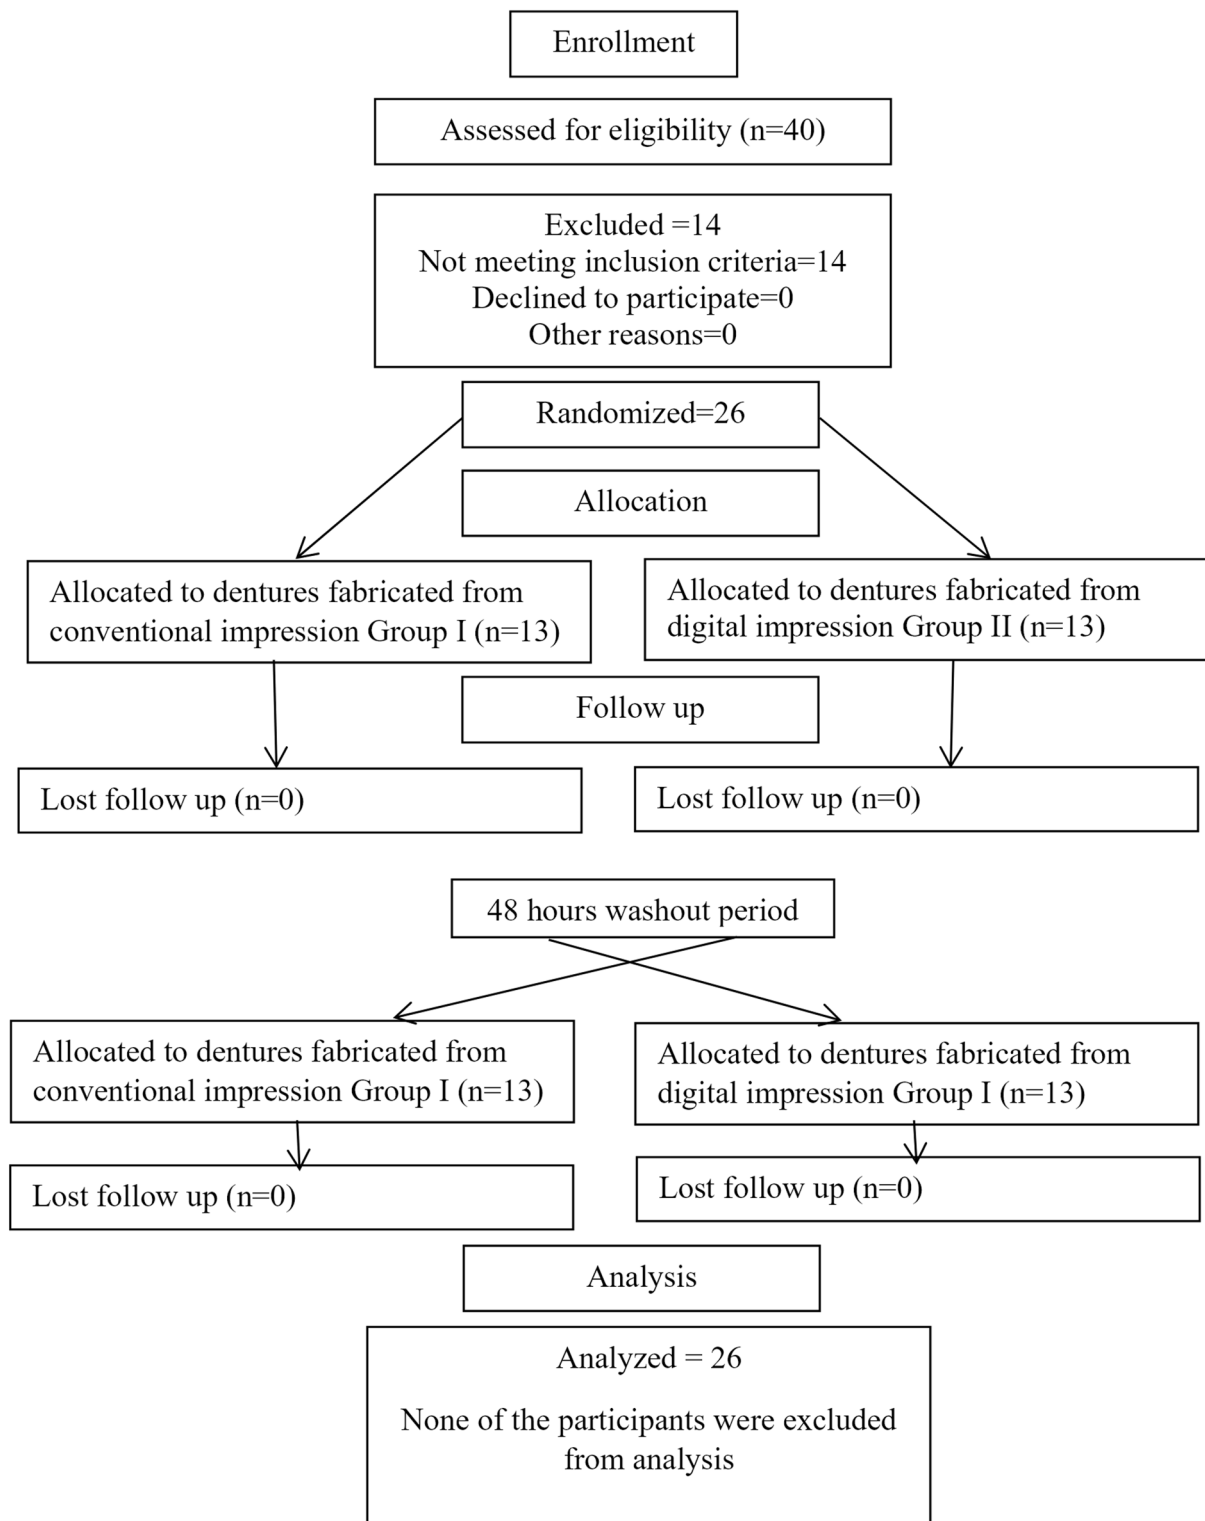 Enrollment
Assessed for eligibility (n=40)
Excluded =14
Not meeting inclusion criteria=14
Declined to participate=0
Other reasons=0
Randomized=26
Allocation
Allocated to dentures fabricated from
conventional impression Group I (n=13)
Allocated to dentures fabricated from
digital impression Group II (n=13)
Follow up
Lost follow up (n=0)
Lost follow up (n=0)
48 hours washout period
Allocated to dentures fabricated from
conventional impression Group I (n=13)
Allocated to dentures fabricated from
digital impression Group I (n=13)
Lost follow up (n=0)
Lost follow up (n=0)
Analysis
Analyzed = 26
None of the participants were excluded
from analysis